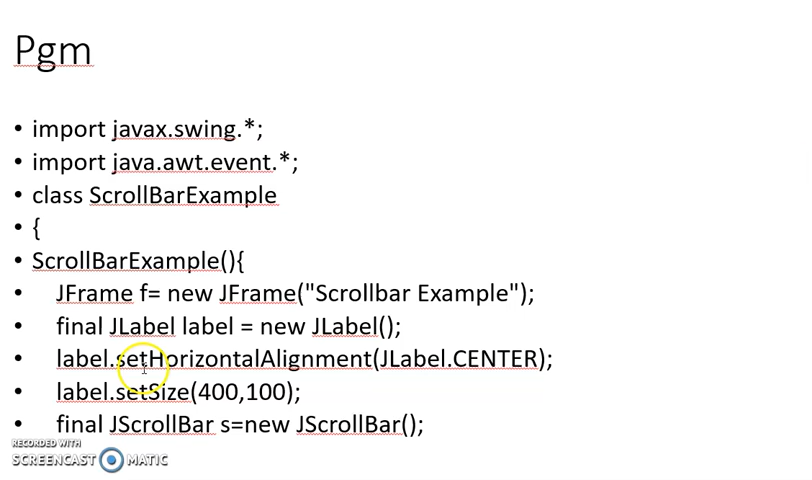 Pgm
• import javax.swing.*;
• import java.awt.event.*;
• class ScrollBarExample
• {
• ScrollBarExample(){
• JFrame f= new JFrame("Scrollbar Example");
• final JLabel label = new JLabel();
• label.setHorizontalAlignment(JLabel.CENTER);
• label.setSize(400,100);
• final JScrollBar s=new JScrollBar();
RECORDED WITH
SCREENCAST MATIC